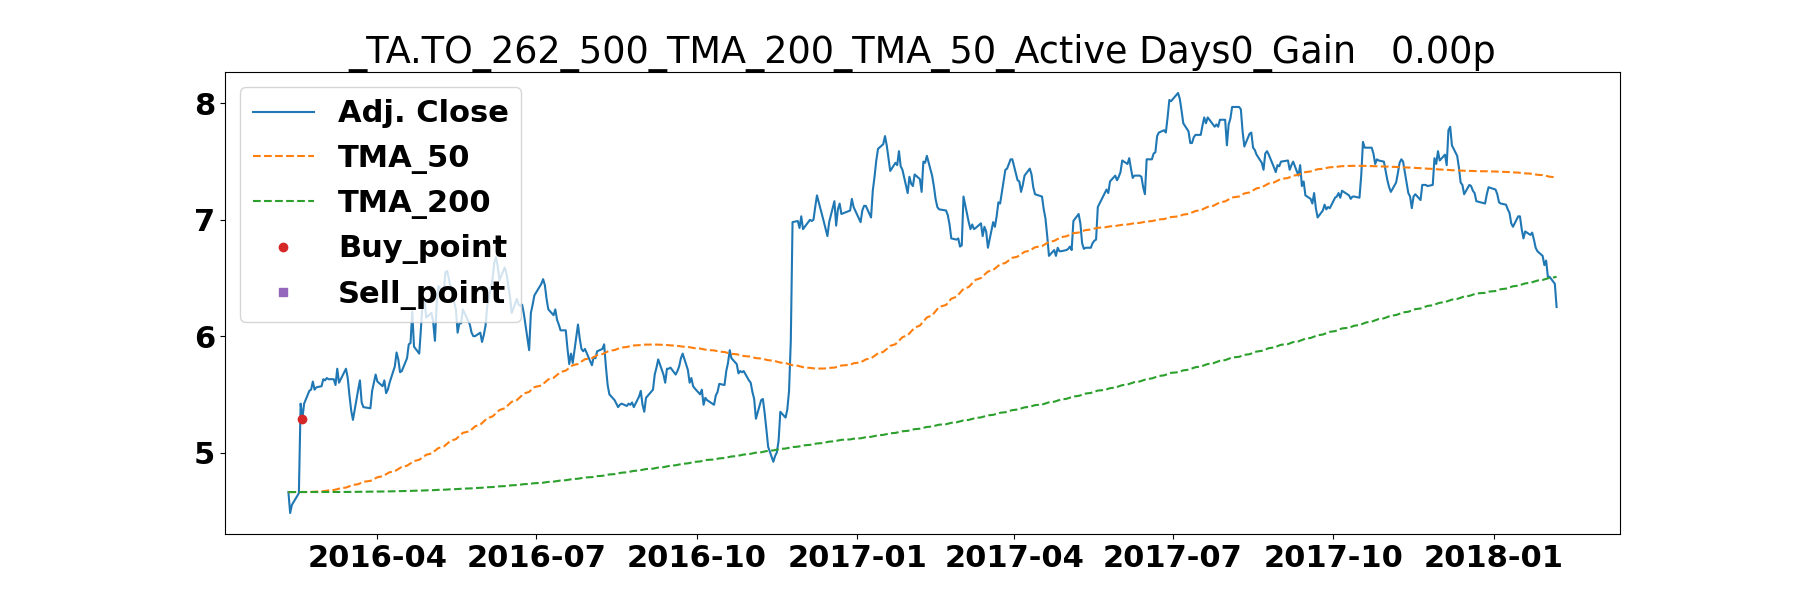 _TA.TO_262_500_TMA_200_TMA_50_Active Days0_Gain   0.00p
Adj. Close
TMA_50
TMA_200
Buy_point
Sell_point
8
7
6
5
2016-04 2016-07 2016-10 2017-01 2017-04 2017-07 2017-10 2018-01